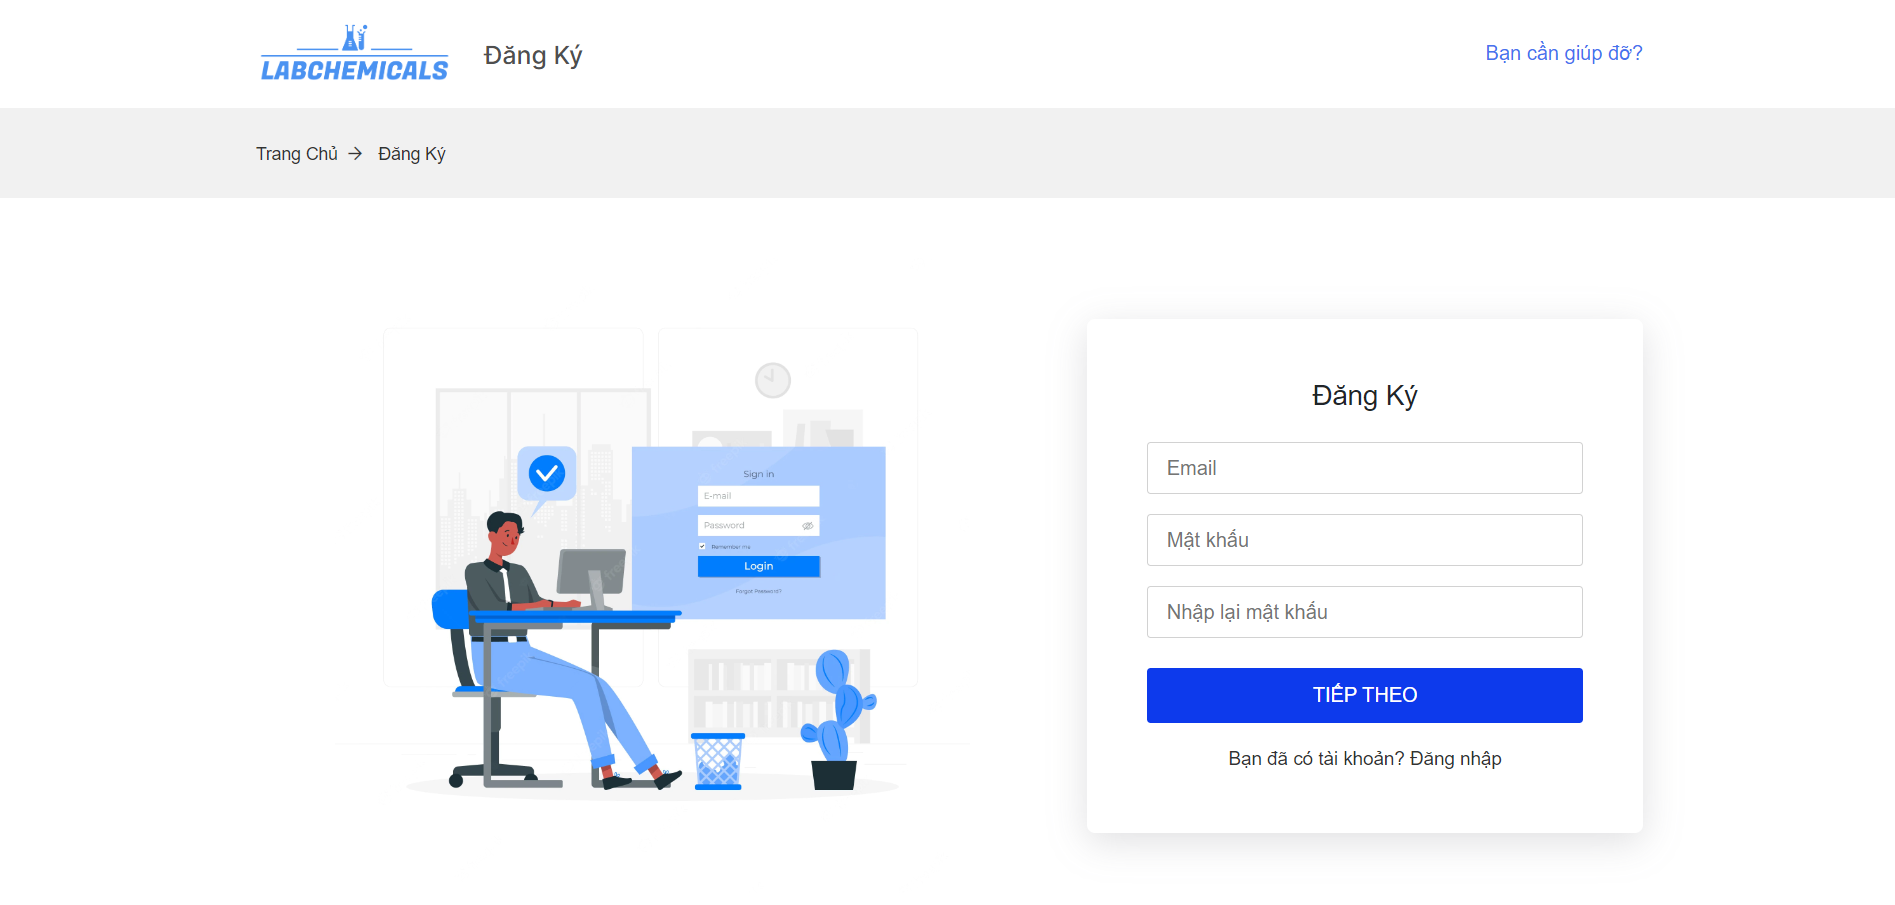 LABCHEMICALS
Đăng Ký
Bạn cần giúp đỡ?
Trang Chủ → Đăng Ký
Sign in
E-mail
Password
Remember me
Login
Forgot Password?
Đăng Ký
Email
Mật khẩu
Nhập lại mật khẩu
TIẾP THEO
Bạn đã có tài khoản? Đăng nhập